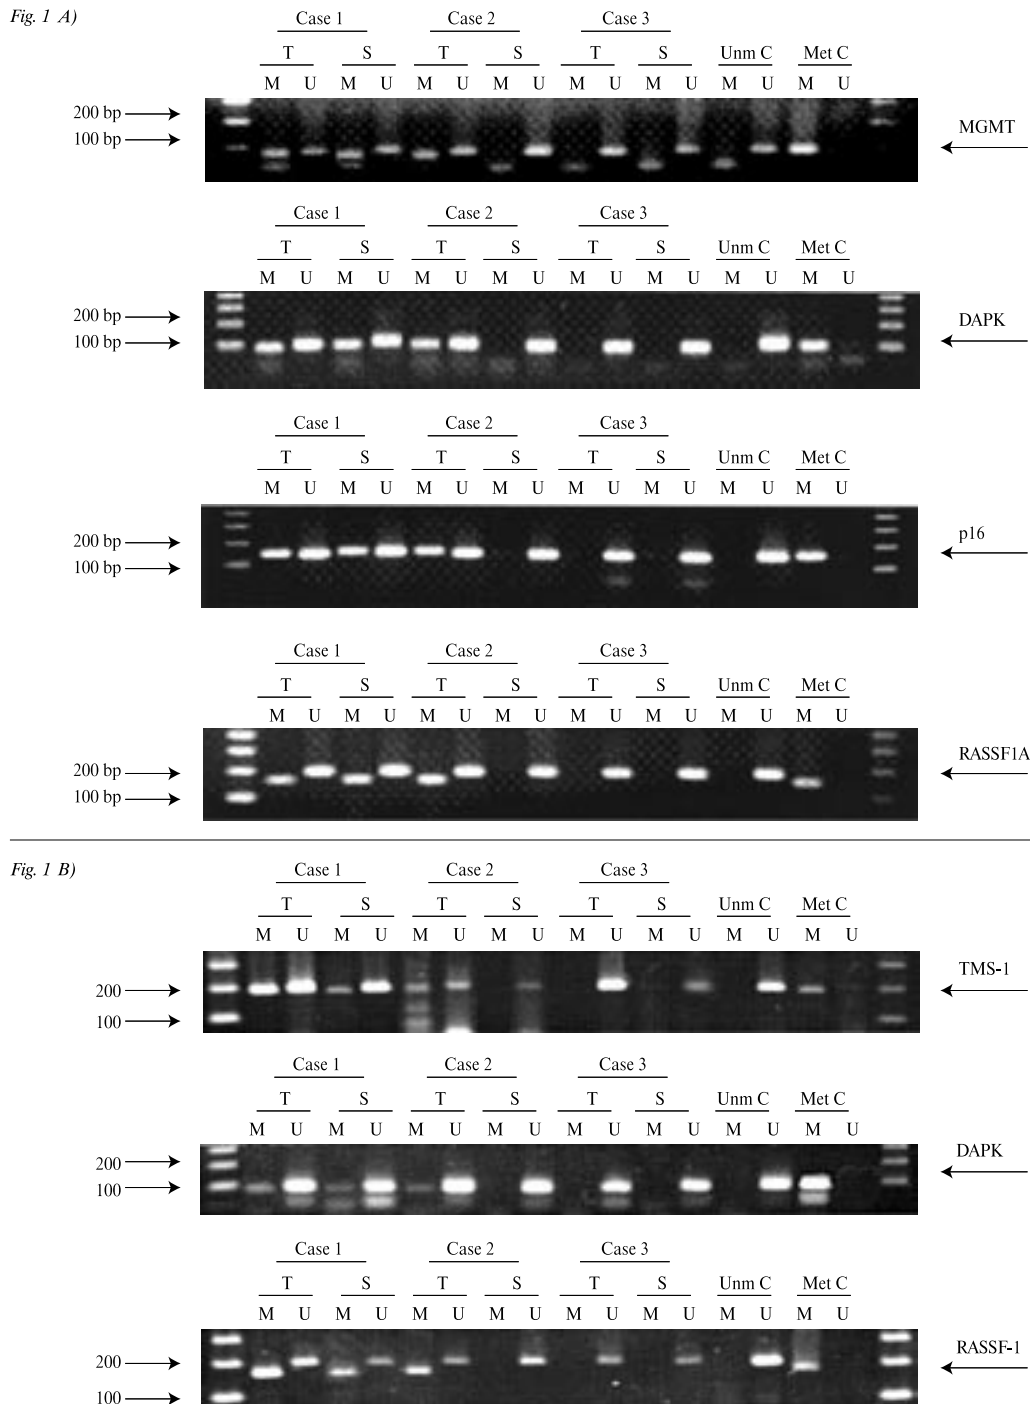 Fig. 1 A)
Case 1 Case 2 Case 3
T S T S T S Unm C Met C
M U M U M U M U M U M U M U M U
200 bp
100 bp
MGMT
Case 1 Case 2 Case 3
T S T S T S Unm C Met C
M U M U M U M U M U M U M U M U
200 bp
100 bp
DAPK
Case 1 Case 2 Case 3
T S T S T S Unm C Met C
M U M U M U M U M U M U M U M U
200 bp
100 bp
p16
Case 1 Case 2 Case 3
T S T S T S Unm C Met C
M U M U M U M U M U M U M U M U
200 bp
100 bp
RASSF1A
Fig. 1 B)
Case 1 Case 2 Case 3
T S T S T S Unm C Met C
M U M U M U M U M U M U M U M U
200
100
TMS-1
Case 1 Case 2 Case 3
T S T S T S Unm C Met C
M U M U M U M U M U M U M U M U
200
100
DAPK
Case 1 Case 2 Case 3
T S T S T S Unm C Met C
M U M U M U M U M U M U M U M U
200
100
RASSF-1